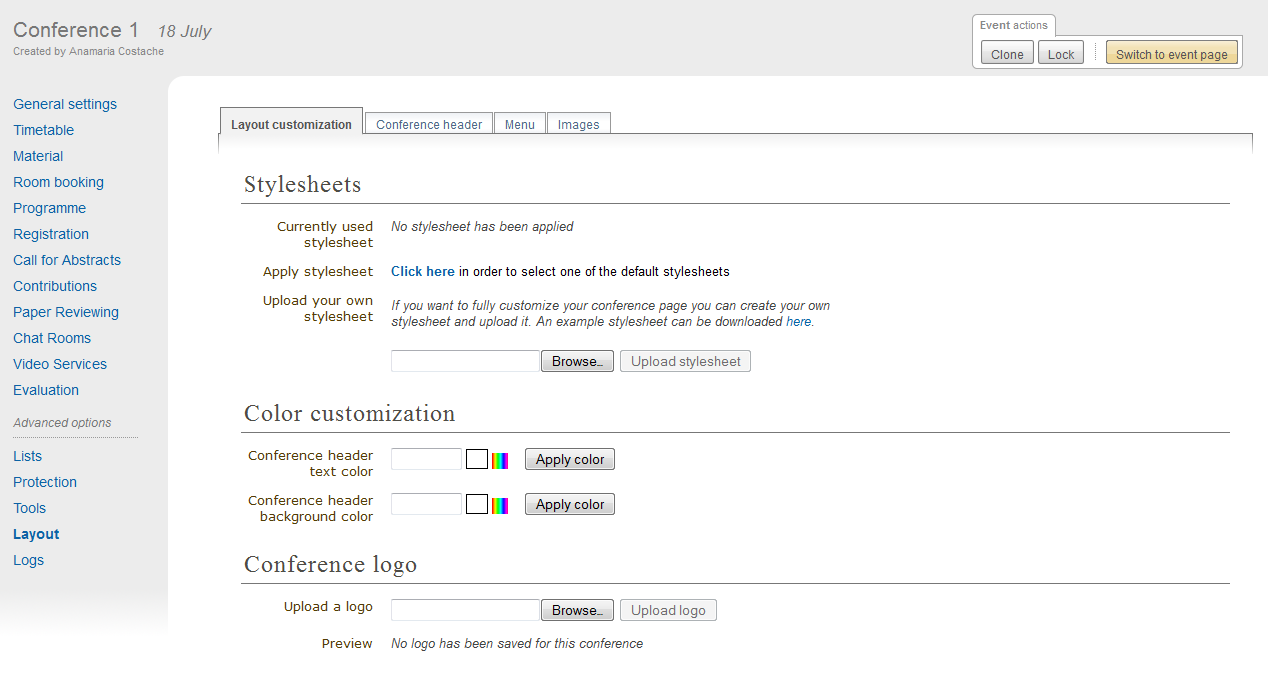 Conference 1 18 July
Created by Anamaria Costache
Event actions
Clone Lock Switch to event page
General settings
Timetable
Material
Room booking
Programme
Registration
Call for Abstracts
Contributions
Paper Reviewing
Chat Rooms
Video Services
Evaluation
Advanced options
Lists
Protection
Tools
Layout
Logs
Layout customization Conference header Menu Images
Stylesheets
Currently used
stylesheet
No stylesheet has been applied
Apply stylesheet Click here in order to select one of the default stylesheets
Upload your own
stylesheet
If you want to fully customize your conference page you can create your own
stylesheet and upload it. An example stylesheet can be downloaded here.
Browse... Upload stylesheet
Color customization
Conference header
text color
Apply color
Conference header
background color
Apply color
Conference logo
Upload a logo Browse... Upload logo
Preview No logo has been saved for this conference